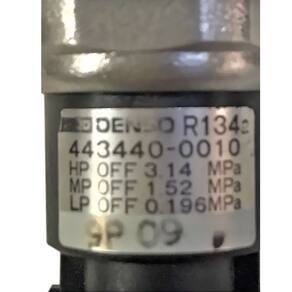 DENSO R134a
443440-0010
HP OFF 3.14 MPa
MP OFF 1.52 MPa
LP OFF 0.196MPa
9P 09